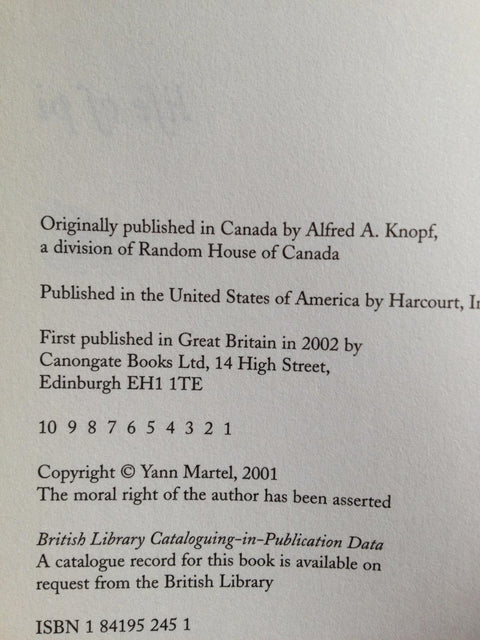 life of pi
Originally published in Canada by Alfred A. Knopf,
a division of Random House of Canada
Published in the United States of America by Harcourt, In
First published in Great Britain in 2002 by
Canongate Books Ltd, 14 High Street,
Edinburgh EH1 1TE
10 9 8 7 6 5 4 3 2 1
Copyright © Yann Martel, 2001
The moral right of the author has been asserted
British Library Cataloguing-in-Publication Data
A catalogue record for this book is available on
request from the British Library
ISBN 1 84195 245 1